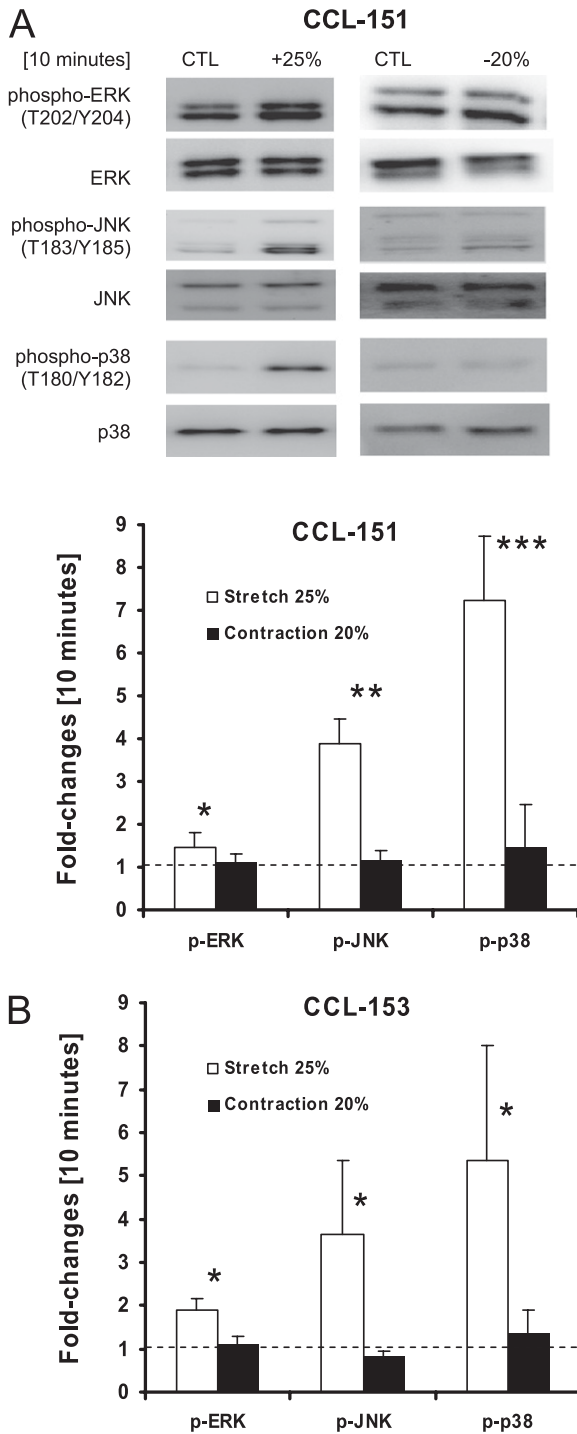 A
CCL-151
[10 minutes] CTL +25% CTL -20%
phospho-ERK
(T202/Y204)
ERK
phospho-JNK
(T183/Y185)
JNK
phospho-p38
(T180/Y182)
p38
CCL-151
Fold-changes [10 minutes]
9
8
7
6
5
4
3
2
1
0
Stretch 25%
Contraction 20%
*
**
***
p-ERK p-JNK p-p38
B
CCL-153
Fold-changes [10 minutes]
9
8
7
6
5
4
3
2
1
0
Stretch 25%
Contraction 20%
*
*
*
p-ERK p-JNK p-p38